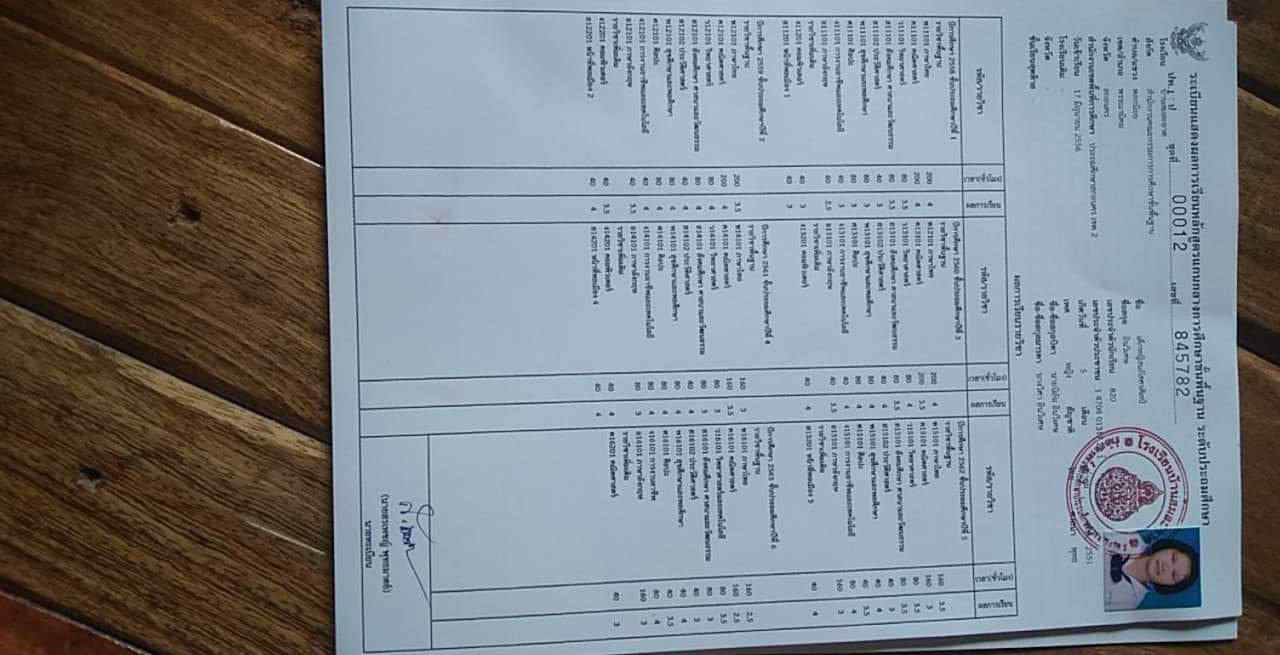 ระเบียนแสดงผลการเรียนหลักสูตรแกนกลางการศึกษาขั้นพื้นฐาน ระดับประถมศึกษา
ปพ.1 : ป ชุดที่ 00012 เลขที่ 845782
โรงเรียน
สังกัด สำนักงานคณะกรรมการการศึกษาขั้นพื้นฐาน
ตำบล/แขวง
เขต/อำเภอ
จังหวัด
สำนักงานเขตพื้นที่การศึกษา
วันเข้าเรียน 17 มิถุนายน 2556
โรงเรียนเดิม -
จังหวัด -
ชั้นเรียนสุดท้าย -
ชื่อ
ชื่อสกุล
เลขประจำตัวนักเรียน 820
เลขประจำตัวประชาชน
เกิดวันที่ 5 เดือน 2551
เพศ หญิง สัญชาติ ศาสนา พุทธ
ชื่อ-ชื่อสกุลบิดา
ชื่อ-ชื่อสกุลมารดา
ผลการเรียนรายวิชา
รหัส/รายวิชา เวลา(ชั่วโมง) ผลการเรียน
ปีการศึกษา 2558 ชั้นประถมศึกษาปีที่ 1
รายวิชาพื้นฐาน
ท11101 ภาษาไทย 200 4
ค11101 คณิตศาสตร์ 200 4
ว11101 วิทยาศาสตร์ 80
ส11101 สังคมศึกษา ศาสนาและวัฒนธรรม 80 3.5
ส11102 ประวัติศาสตร์ 40 3
พ11101 สุขศึกษาและพลศึกษา 80 4
ศ11101 ศิลปะ 80 3
ง11101 การงานอาชีพและเทคโนโลยี 40 3
อ11101 ภาษาอังกฤษ 40 2.5
รายวิชาเพิ่มเติม
ง11201 คอมพิวเตอร์ 40 3
ส11201 หน้าที่พลเมือง 1 40 3
ปีการศึกษา 2559 ชั้นประถมศึกษาปีที่ 2
รายวิชาพื้นฐาน
ท12101 ภาษาไทย 200 3.5
ค12101 คณิตศาสตร์ 200 4
ว12101 วิทยาศาสตร์ 80 4
ส12101 สังคมศึกษา ศาสนาและวัฒนธรรม 80 4
ส12102 ประวัติศาสตร์ 40 4
พ12101 สุขศึกษาและพลศึกษา 80 4
ศ12101 ศิลปะ 80 4
ง12101 การงานอาชีพและเทคโนโลยี 40 4
อ12101 ภาษาอังกฤษ 40 3.5
รายวิชาเพิ่มเติม
ง12201 คอมพิวเตอร์ 40 3.5
ส12201 หน้าที่พลเมือง 2 40 4
รหัส/รายวิชา เวลา(ชั่วโมง) ผลการเรียน
ปีการศึกษา 2560 ชั้นประถมศึกษาปีที่ 3
รายวิชาพื้นฐาน
ท13101 ภาษาไทย 200 4
ค13101 คณิตศาสตร์ 200 3.5
ว13101 วิทยาศาสตร์ 80 4
ส13101 สังคมศึกษา ศาสนาและวัฒนธรรม 80 3.5
ส13102 ประวัติศาสตร์ 40 4
พ13101 สุขศึกษาและพลศึกษา 80 4
ศ13101 ศิลปะ 80 4
ง13101 การงานอาชีพและเทคโนโลยี 40 4
อ13101 ภาษาอังกฤษ 40 3.5
รายวิชาเพิ่มเติม
ง13201 คอมพิวเตอร์ 40 4
ปีการศึกษา 2561 ชั้นประถมศึกษาปีที่ 4
รายวิชาพื้นฐาน
ท14101 ภาษาไทย 160 3
ค14101 คณิตศาสตร์ 160 3.5
ว14101 วิทยาศาสตร์ 80 3
ส14101 สังคมศึกษา ศาสนาและวัฒนธรรม 80 3
ส14102 ประวัติศาสตร์ 40 4
พ14101 สุขศึกษาและพลศึกษา 80 4
ศ14101 ศิลปะ 80 4
ง14101 การงานอาชีพและเทคโนโลยี 80 4
อ14101 ภาษาอังกฤษ 80 3
รายวิชาเพิ่มเติม
ง14201 คอมพิวเตอร์ 40 4
ส14201 หน้าที่พลเมือง 4 40 4
รหัส/รายวิชา เวลา(ชั่วโมง) ผลการเรียน
ปีการศึกษา 2562 ชั้นประถมศึกษาปีที่ 5
รายวิชาพื้นฐาน
ท15101 ภาษาไทย 160 3.5
ค15101 คณิตศาสตร์ 160 3
ว15101 วิทยาศาสตร์ 80 3.5
ส15101 สังคมศึกษา ศาสนาและวัฒนธรรม 80 3.5
ส15102 ประวัติศาสตร์ 40 3
พ15101 สุขศึกษาและพลศึกษา 40 4
ศ15101 ศิลปะ 40 3.5
ง15101 การงานอาชีพและเทคโนโลยี 80 4
อ15101 ภาษาอังกฤษ 160 3
รายวิชาเพิ่มเติม
ส15201 หน้าที่พลเมือง 5 40 4
ปีการศึกษา 2563 ชั้นประถมศึกษาปีที่ 6
รายวิชาพื้นฐาน
ท16101 ภาษาไทย 160 2.5
ค16101 คณิตศาสตร์ 160 2.5
ว16101 วิทยาศาสตร์และเทคโนโลยี 80 3.5
ส16101 สังคมศึกษา ศาสนาและวัฒนธรรม 80 3
ส16102 ประวัติศาสตร์ 40 3
พ16101 สุขศึกษาและพลศึกษา 40 4
ศ16101 ศิลปะ 40 3.5
ง16101 การงานอาชีพ 80 4
อ16101 ภาษาอังกฤษ 160 3
รายวิชาเพิ่มเติม
ค16201 คณิตศาสตร์ 40 3
นายทะเบียน